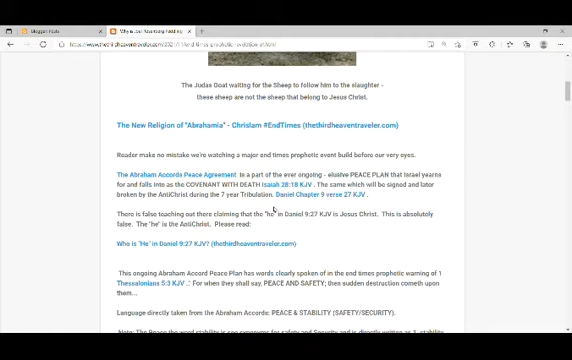 Blogger: Posts
Why is Joel Rosenberg Peddling
The Judas Goat waiting for the Sheep to follow him to the slaughter -
these sheep are not the sheep that belong to Jesus Christ.
The New Religion of "Abrahamia" - Chrislam #EndTimes (thethirdheaventraveler.com)
Reader make no mistake we're watching a major end times prophetic event build before our very eyes.
The Abraham Accords Peace Agreement is a part of the ever ongoing - elusive PEACE PLAN that Israel yearns
for and falls into as the COVENANT WITH DEATH Isaiah 28:18 KJV . The same which will be signed and later
broken by the AntiChrist during the 7 year Tribulation. Daniel Chapter 9 verse 27 KJV .
There is false teaching out there claiming that the "he" in Daniel 9:27 KJV is Jesus Christ. This is absolutely
false. The 'he" is the AntiChrist. Please read:
Who is "He" in Daniel 9:27 KJV? (thethirdheaventraveler.com)
This ongoing Abraham Accord Peace Plan has words clearly spoken of in the end times prophetic warning of 1
Thessalonians 5:3 KJV .:' For when they shall say, PEACE AND SAFETY; then sudden destruction cometh upon
them...
Language directly taken from the Abraham Accords: PEACE & STABILITY (SAFETY/SECURITY).